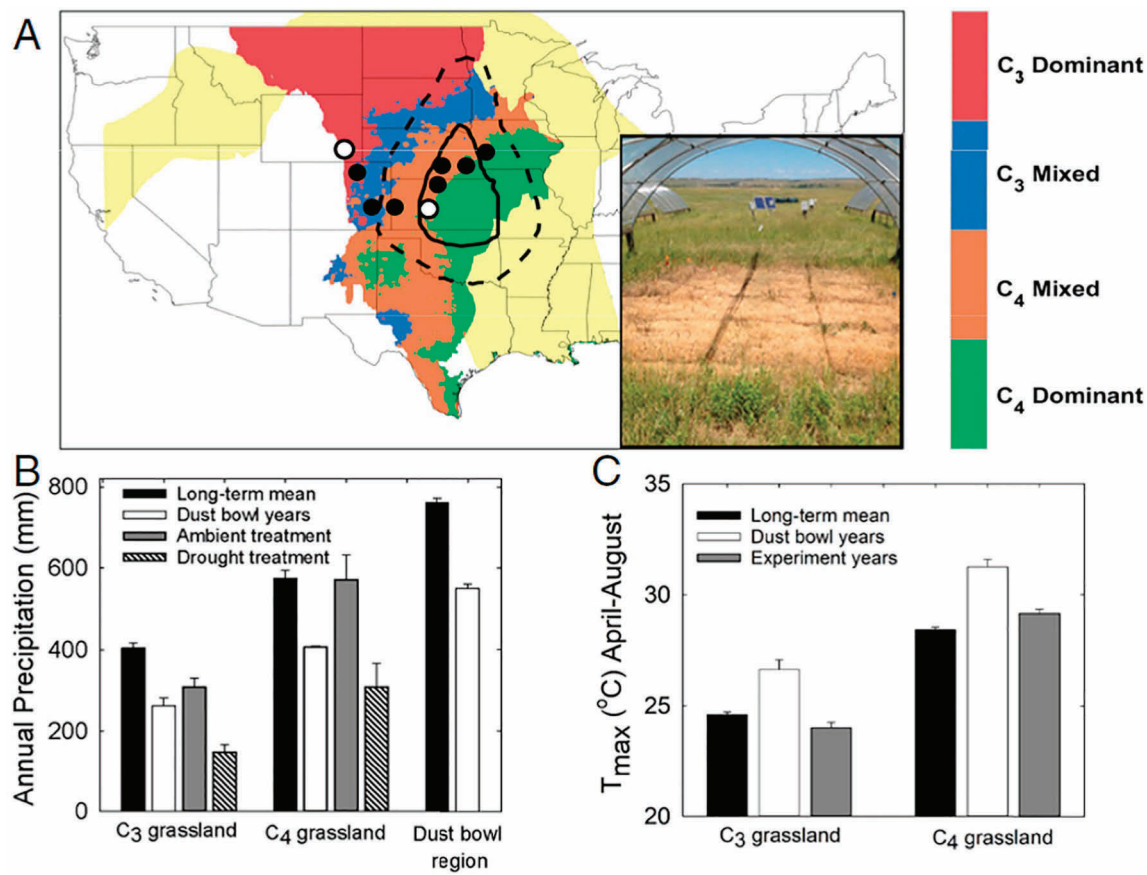 A
C3 Dominant
C3 Mixed
C4 Mixed
C4 Dominant
B
Annual Precipitation (mm)
800
600
400
200
0
Long-term mean
Dust bowl years
Ambient treatment
Drought treatment
C3 grassland
C4 grassland
Dust bowl
region
C
Tmax (°C) April-August
35
30
25
20
Long-term mean
Dust bowl years
Experiment years
C3 grassland
C4 grassland